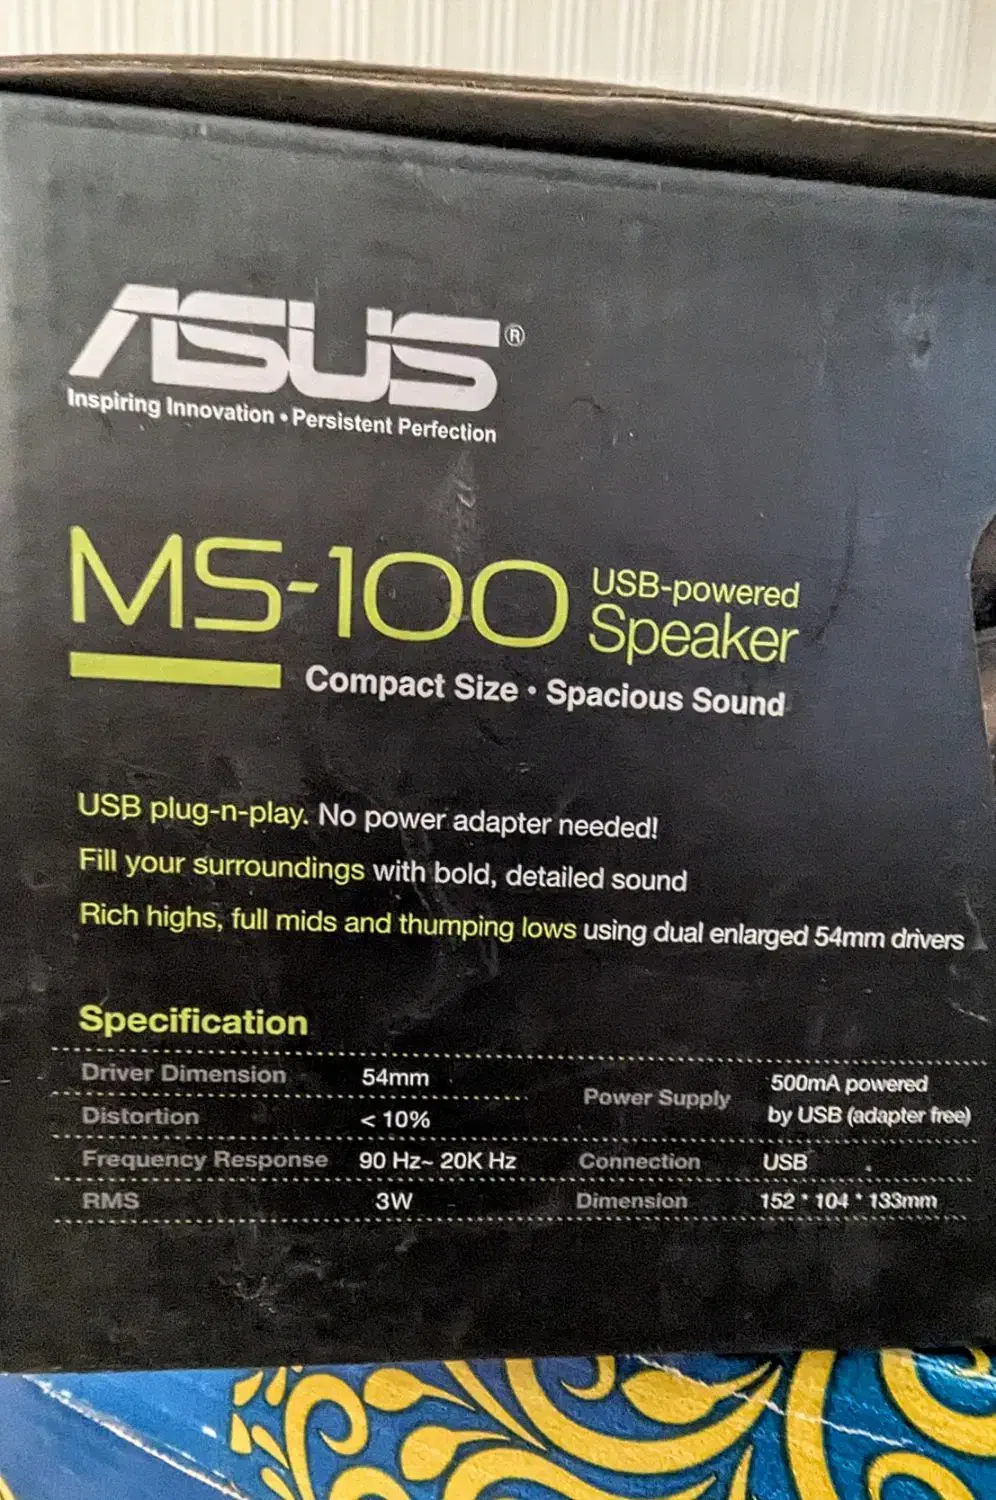 ASUS®
Inspiring Innovation • Persistent Perfection
MS-100 USB-powered Speaker
Compact Size • Spacious Sound
USB plug-n-play. No power adapter needed!
Fill your surroundings with bold, detailed sound
Rich highs, full mids and thumping lows using dual enlarged 54mm drivers
Specification
Driver Dimension 54mm
Distortion < 10%
Frequency Response 90 Hz~ 20K Hz
RMS 3W
Power Supply 500mA powered
by USB (adapter free)
Connection USB
Dimension 152 * 104 * 133mm